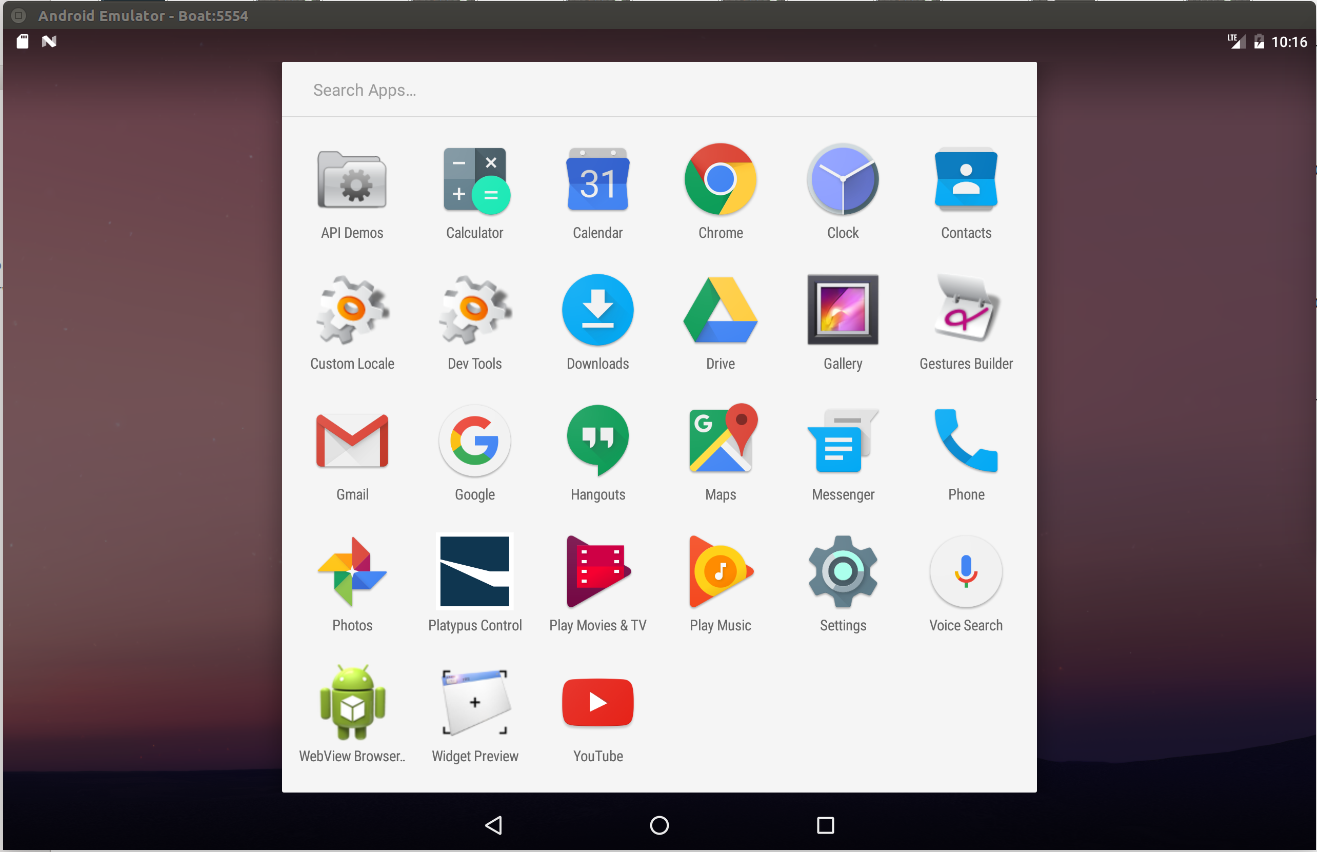 Android Emulator - Boat:5554
LTE 10:16
Search Apps…
31
API Demos Calculator Calendar Chrome Clock Contacts
Custom Locale Dev Tools Downloads Drive Gallery Gestures Builder
G G
Gmail Google Hangouts Maps Messenger Phone
Photos Platypus Control Play Movies & TV Play Music Settings Voice Search
WebView Browser.. Widget Preview YouTube